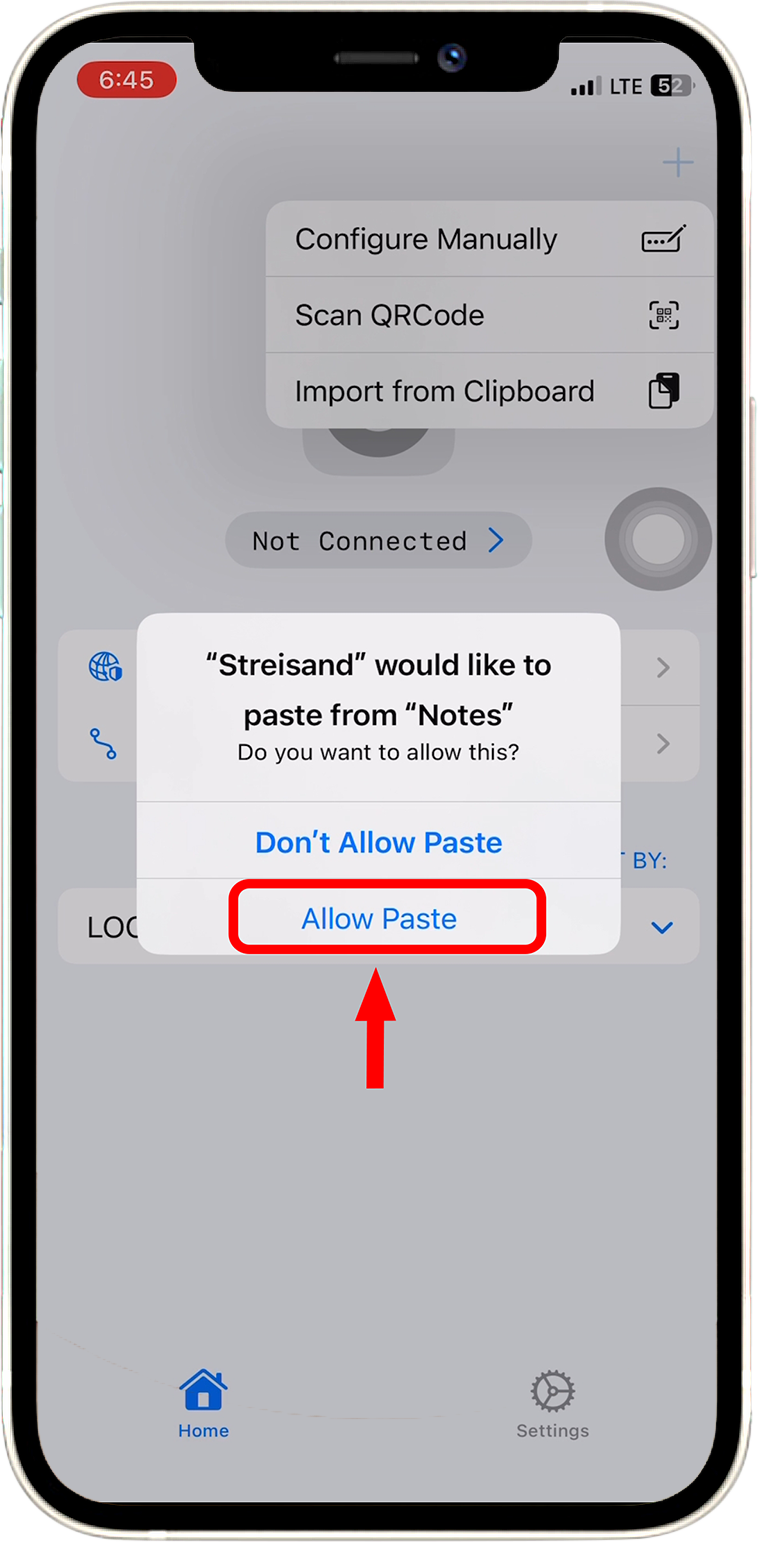 6:45
LTE 52
Configure Manually
Scan QRCode
Import from Clipboard
Not Connected
“Streisand” would like to
paste from “Notes”
Do you want to allow this?
Don’t Allow Paste
BY:
Allow Paste
Home
Settings